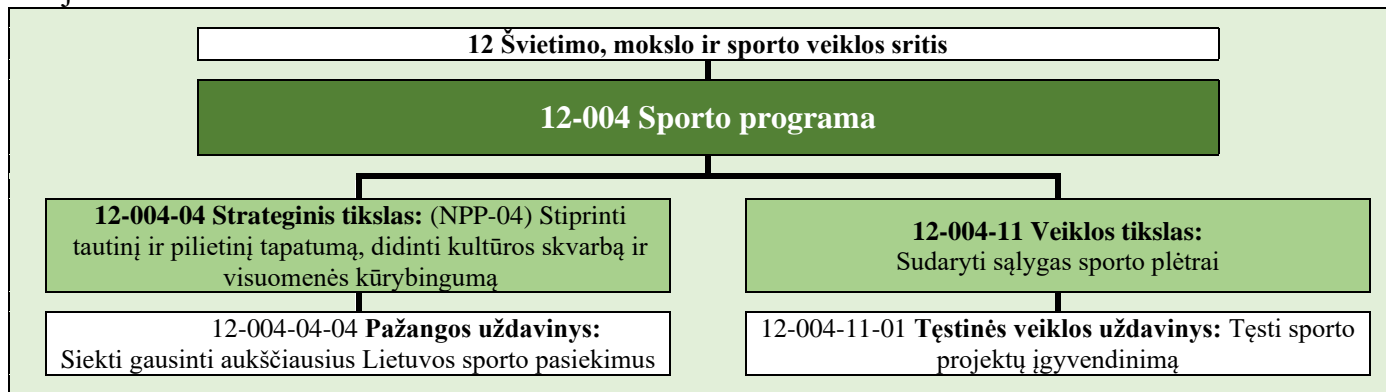 12 Švietimo, mokslo ir sporto veiklos sritis
12-004 Sporto programa
12-004-04 Strateginis tikslas: (NPP-04) Stiprinti
tautinį ir pilietinį tapatumą, didinti kultūros skvarbą ir
visuomenės kūrybingumą
12-004-04-04 Pažangos uždavinys:
Siekti gausinti aukščiausius Lietuvos sporto pasiekimus
12-004-11 Veiklos tikslas:
Sudaryti sąlygas sporto plėtrai
12-004-11-01 Tęstinės veiklos uždavinys: Tęsti sporto
projektų įgyvendinimą